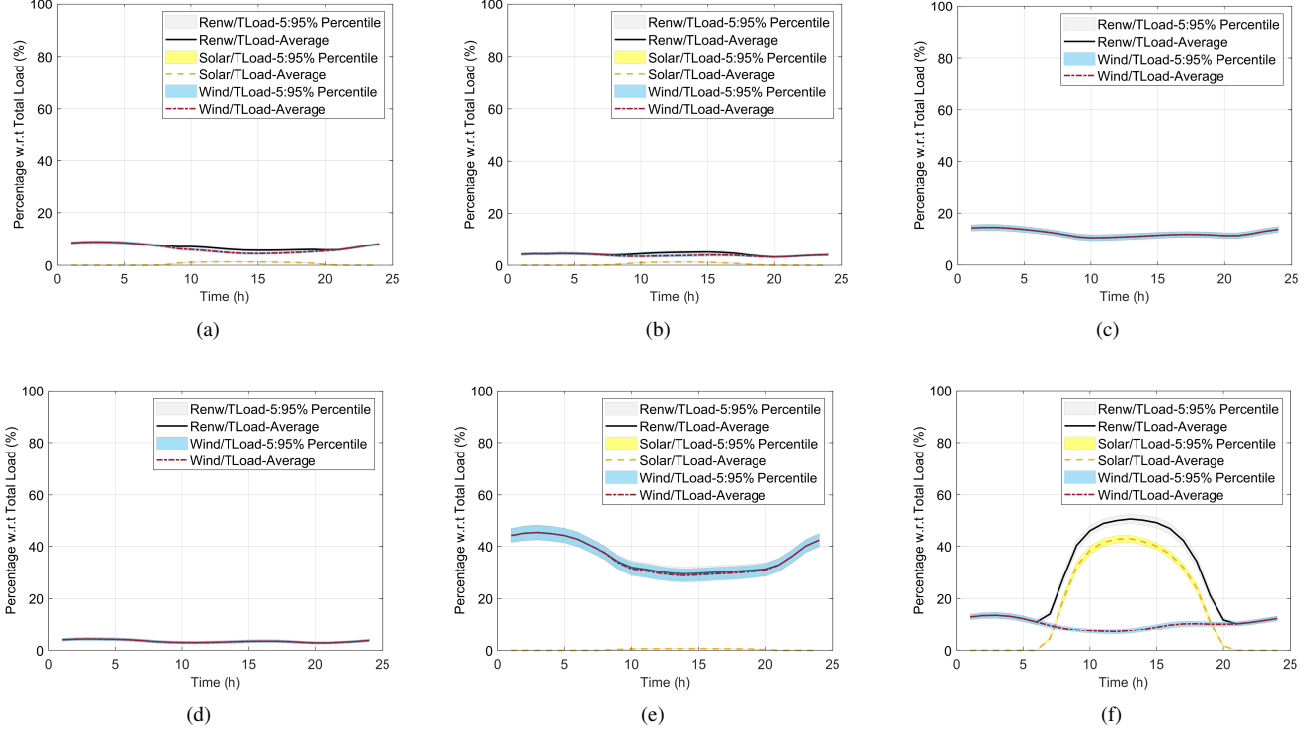 100
80
60
40
20
0
Percentage w.r.t Total Load (%)
Renw/TLoad-5:95% Percentile
Renw/TLoad-Average
Solar/TLoad-5:95% Percentile
Solar/TLoad-Average
Wind/TLoad-5:95% Percentile
Wind/TLoad-Average
0 5 10 15 20 25
Time (h)
(a)
100
80
60
40
20
0
Percentage w.r.t Total Load (%)
Renw/TLoad-5:95% Percentile
Renw/TLoad-Average
Solar/TLoad-5:95% Percentile
Solar/TLoad-Average
Wind/TLoad-5:95% Percentile
Wind/TLoad-Average
0 5 10 15 20 25
Time (h)
(b)
100
80
60
40
20
0
Percentage w.r.t Total Load (%)
Renw/TLoad-5:95% Percentile
Renw/TLoad-Average
Wind/TLoad-5:95% Percentile
Wind/TLoad-Average
0 5 10 15 20 25
Time (h)
(c)
100
80
60
40
20
0
Percentage w.r.t Total Load (%)
Renw/TLoad-5:95% Percentile
Renw/TLoad-Average
Wind/TLoad-5:95% Percentile
Wind/TLoad-Average
0 5 10 15 20 25
Time (h)
(d)
100
80
60
40
20
0
Percentage w.r.t Total Load (%)
Renw/TLoad-5:95% Percentile
Renw/TLoad-Average
Solar/TLoad-5:95% Percentile
Solar/TLoad-Average
Wind/TLoad-5:95% Percentile
Wind/TLoad-Average
0 5 10 15 20 25
Time (h)
(e)
100
80
60
40
20
0
Percentage w.r.t Total Load (%)
Renw/TLoad-5:95% Percentile
Renw/TLoad-Average
Solar/TLoad-5:95% Percentile
Solar/TLoad-Average
Wind/TLoad-5:95% Percentile
Wind/TLoad-Average
0 5 10 15 20 25
Time (h)
(f)